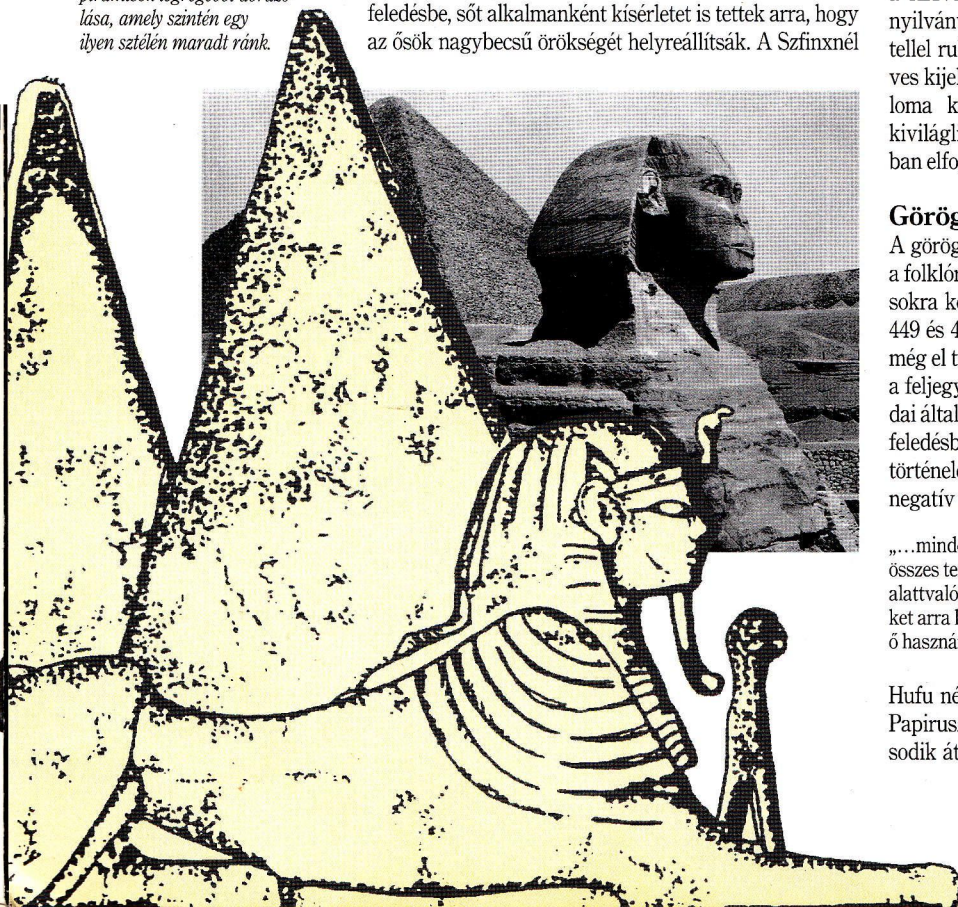 lása, amely szintén egy
ilyen sztélén maradt ránk.
feledésbe, sőt alkalmanként kísérletet is tettek arra, hogy
az ősök nagybecsű örökségét helyreállítsák. A Szfinxnél
nyilván
tellel ru
ves kijel
loma k
kivilágl
ban elfo
Görög
A görög
a folklór
sokra k
449 és 4
még el t
a feljegy
dai által
feledésb
történel
negatív
„…mind
összes te
alattvaló
ket arra
ő haszná
Hufu né
Papirusz
sodik át